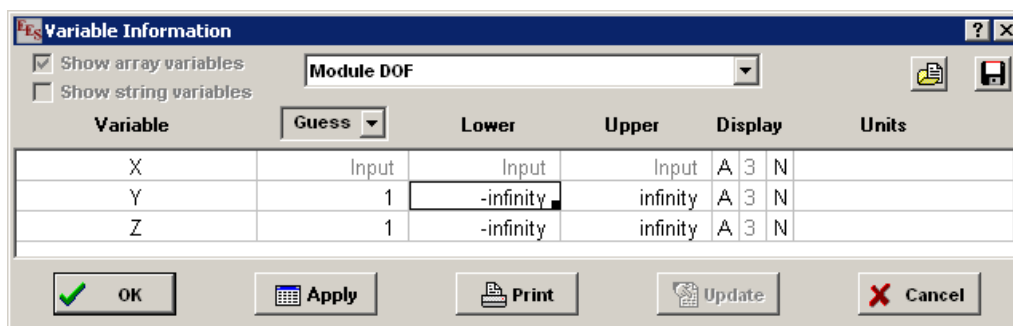 EES Variable Information ? X
Show array variables
Show string variables
Module DOF
Variable Guess Lower Upper Display Units
X Input Input Input A 3 N
Y 1 -infinity infinity A 3 N
Z 1 -infinity infinity A 3 N
OK Apply Print Update Cancel